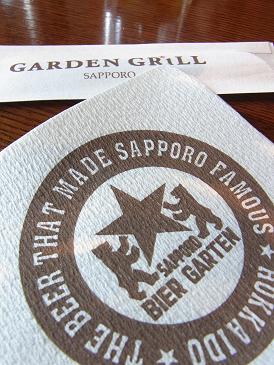 GARDEN GRiLL
SAPPORO
THE BEER THAT MADE SAPPORO FAMOUS ★ HOKKAIDO ★
SAPPORO
BIER GARTEN